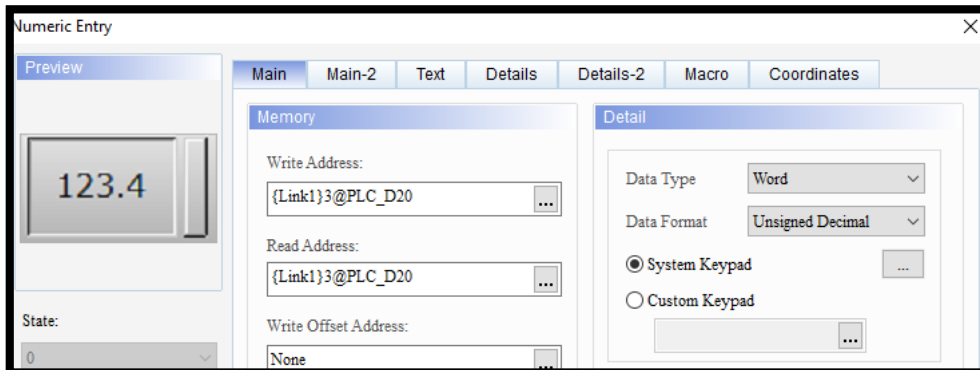 Numeric Entry
Preview
Main Main-2 Text Details Details-2 Macro Coordinates
Memory
Detail
123.4
Write Address:
{Link1}3@PLC_D20 ...
Read Address:
{Link1}3@PLC_D20 ...
Write Offset Address:
None ...
Data Type Word
Data Format Unsigned Decimal
System Keypad ...
Custom Keypad
...
State:
0